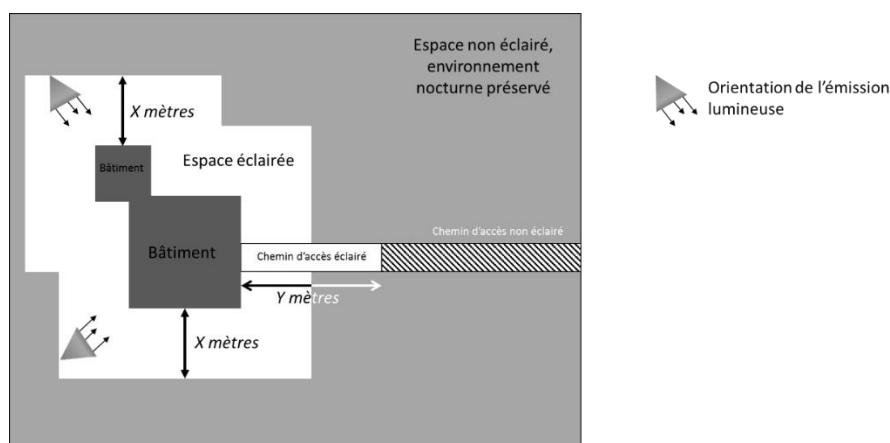 Espace non éclairé,
environnement
nocturne préservé
X mètres
Bâtiment
Espace éclairée
Bâtiment
Chemin d'accès non éclairé
Chemin d'accès éclairé
Y mètres
X mètres
Orientation de l'émission
lumineuse